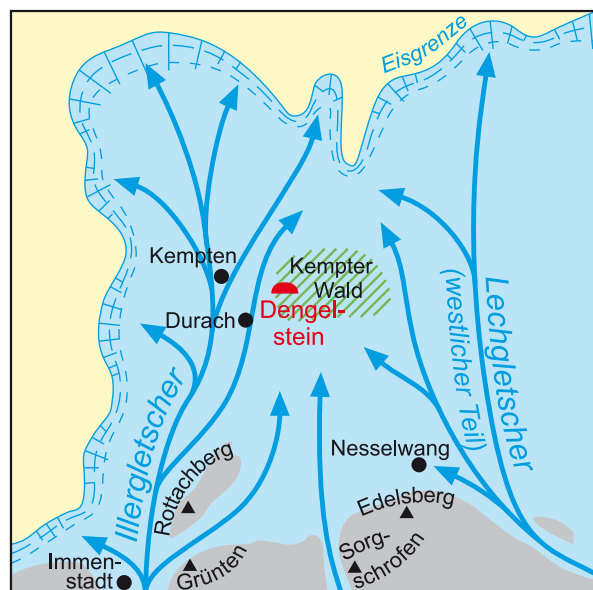 Eisgrenze
Kempten
Kempter
Wald
Dengel-
stein
Durach
Lechgletscher
(westlicher Teil)
Illergletscher
Rottachberg
Nesselwang
Edelsberg
Immen-
stadt
Grünten
Sorg-
schrofen